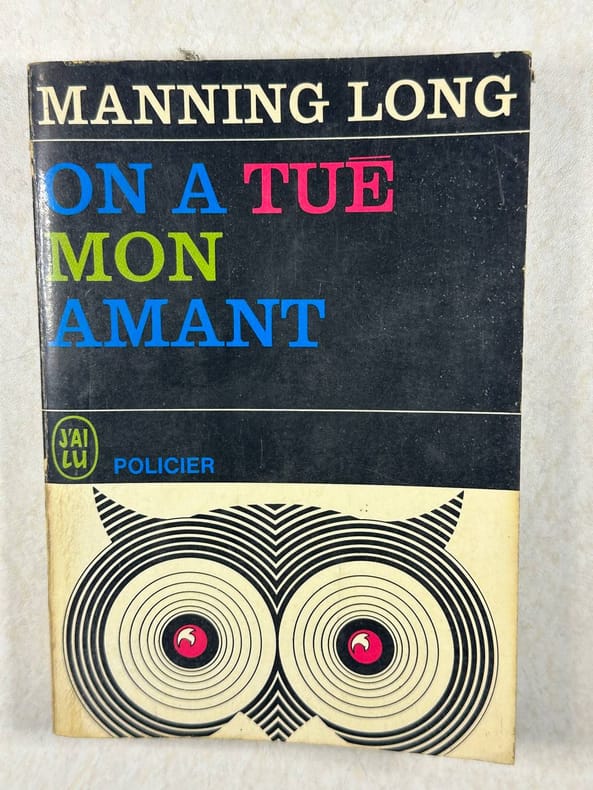 MANNING LONG
ON A TUÉ
MON
AMANT
J'AI
LU
POLICIER